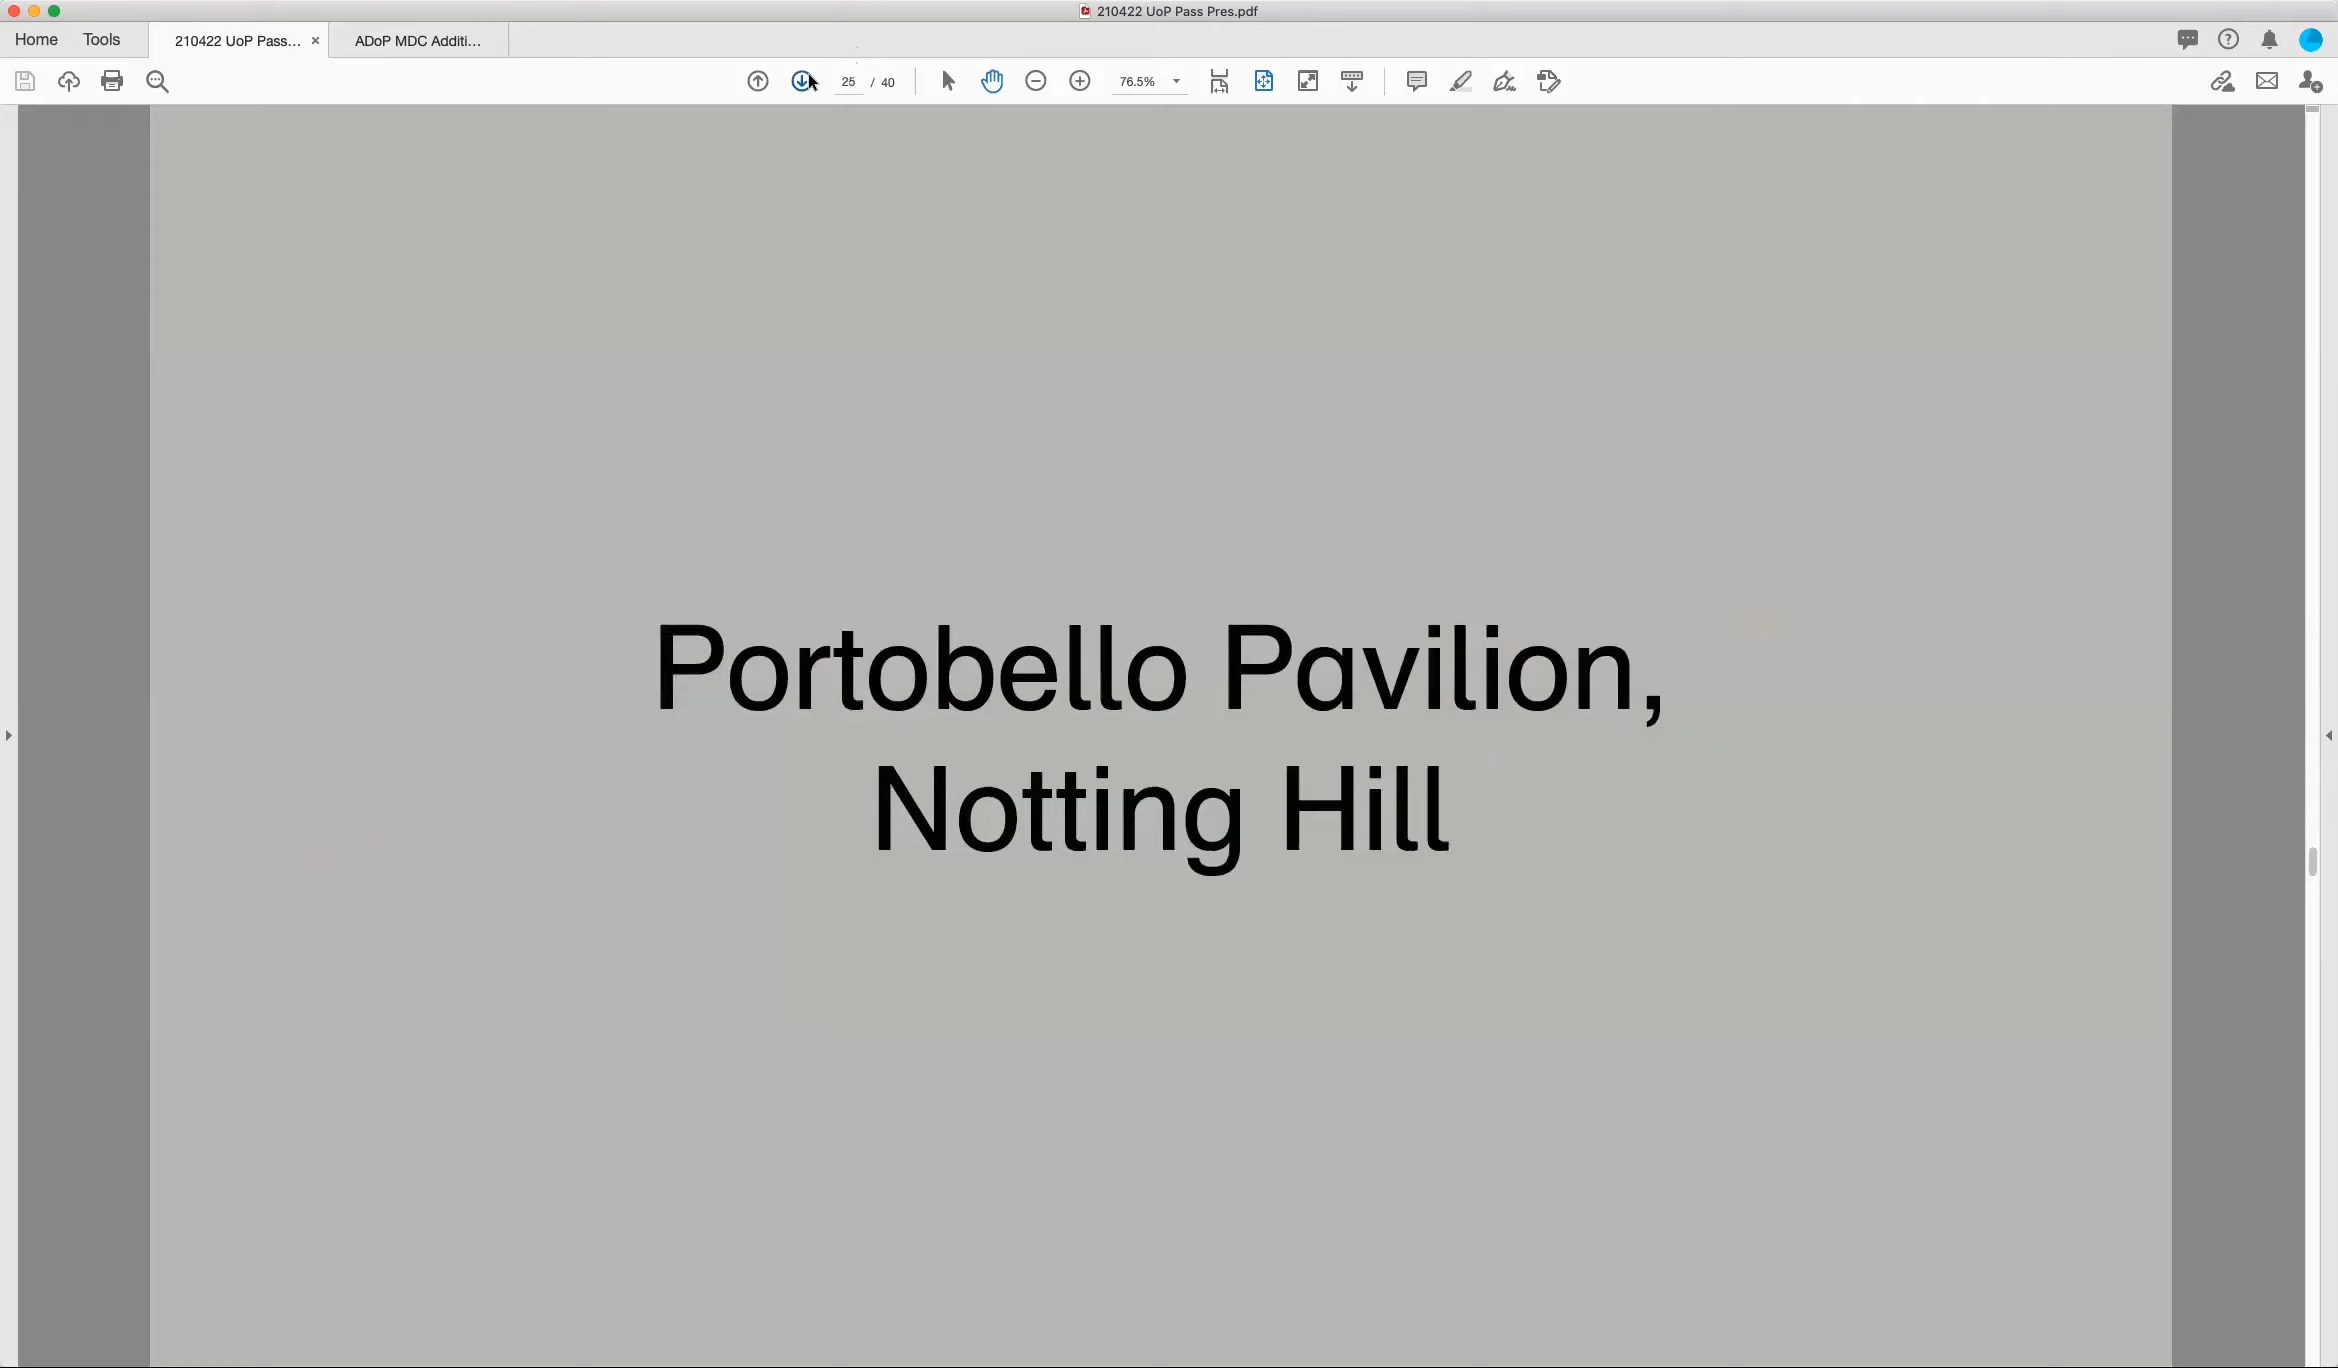 210422 UoP Pass Pres.pdf
Home Tools 210422 UoP Pass... × ADoP MDC Additi...
25 / 40 76.5%
Portobello Pavilion,
Notting Hill